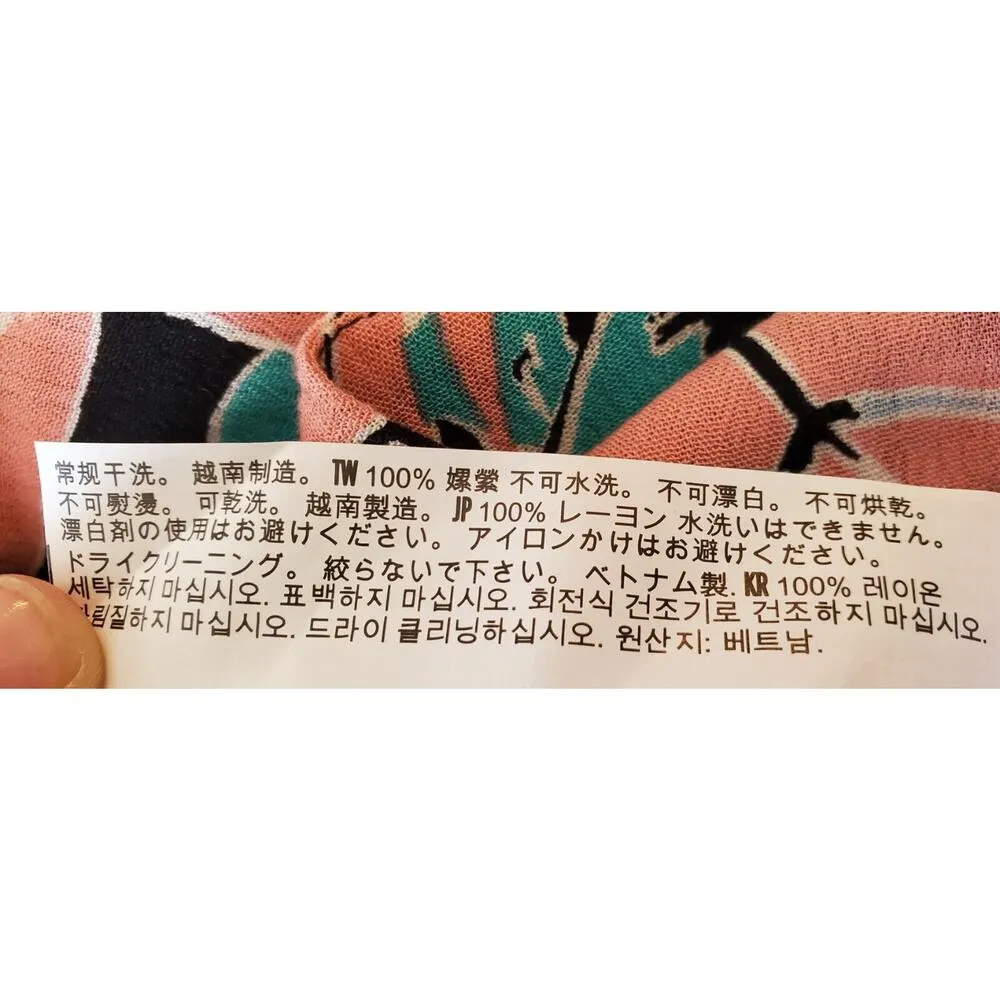 常规干洗。 越南制造。 TW 100% 嫘縈 不可水洗。 不可漂白。 不可烘乾。
不可熨燙。 可乾洗。 越南製造。 JP 100% レーヨン 水洗いはできません。
漂白剤の使用はお避けください。 アイロンかけはお避けください。
ドライクリーニング。 絞らないで下さい。 ベトナム製. KR 100% 레이온
세탁하지 마십시오. 표백하지 마십시오. 회전식 건조기로 건조하지 마십시오.
다림질하지 마십시오. 드라이 클리닝하십시오. 원산지: 베트남.